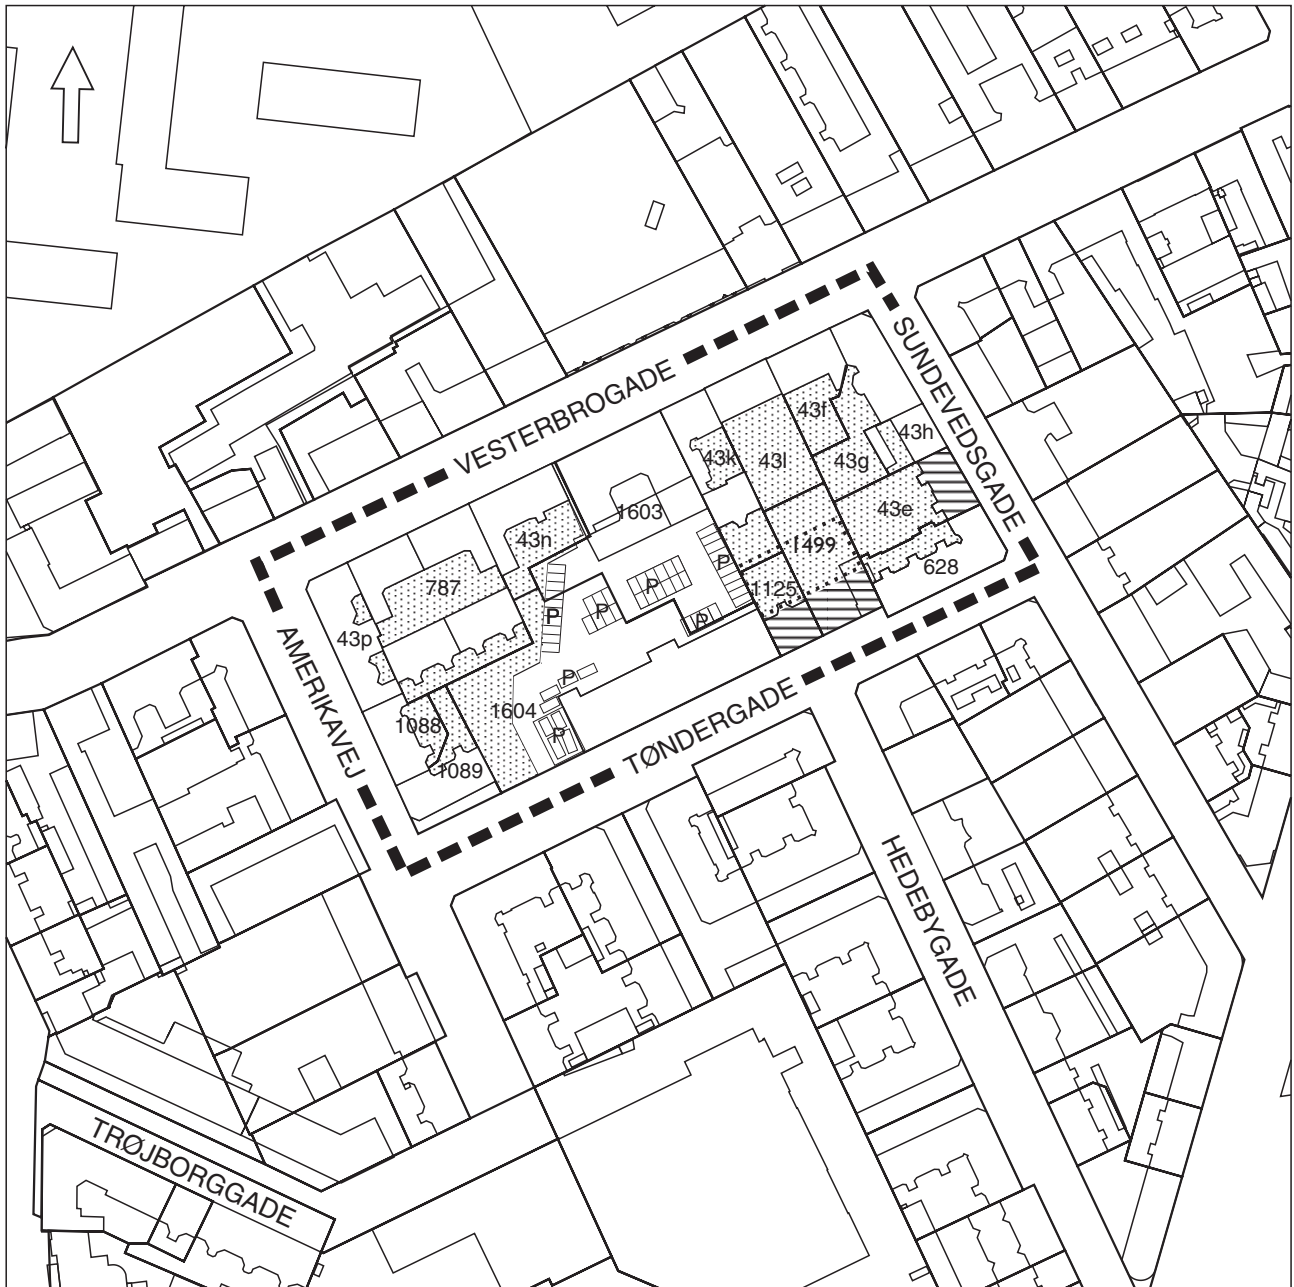 VESTERBROGADE
SUNDEVEDSGADE
43f
43h
43k
43l
43g
1603
43e
43n
1499
P
628
787
P
1125
P
P
P
43p
AMERIKAVEJ
P
1604
1088
P
TØNDERGADE
1089
HEDEBYGADE
TRØJBORGGADE